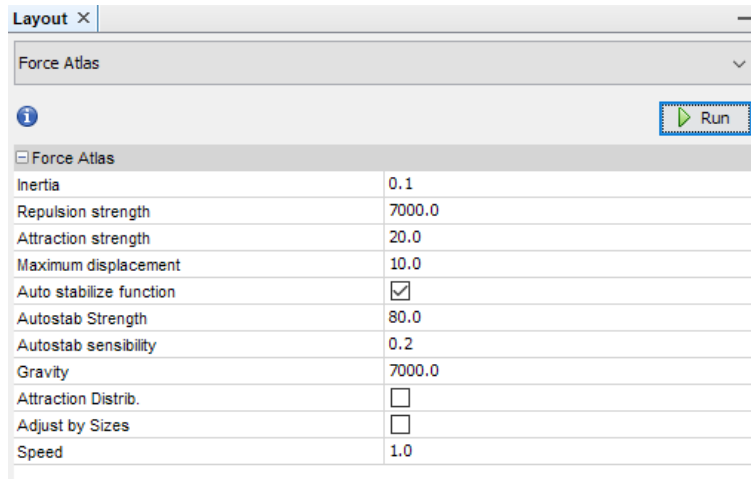 Layout
Force Atlas
Run
Force Atlas
Inertia 0.1
Repulsion strength 7000.0
Attraction strength 20.0
Maximum displacement 10.0
Auto stabilize function
Autostab Strength 80.0
Autostab sensibility 0.2
Gravity 7000.0
Attraction Distrib.
Adjust by Sizes
Speed 1.0